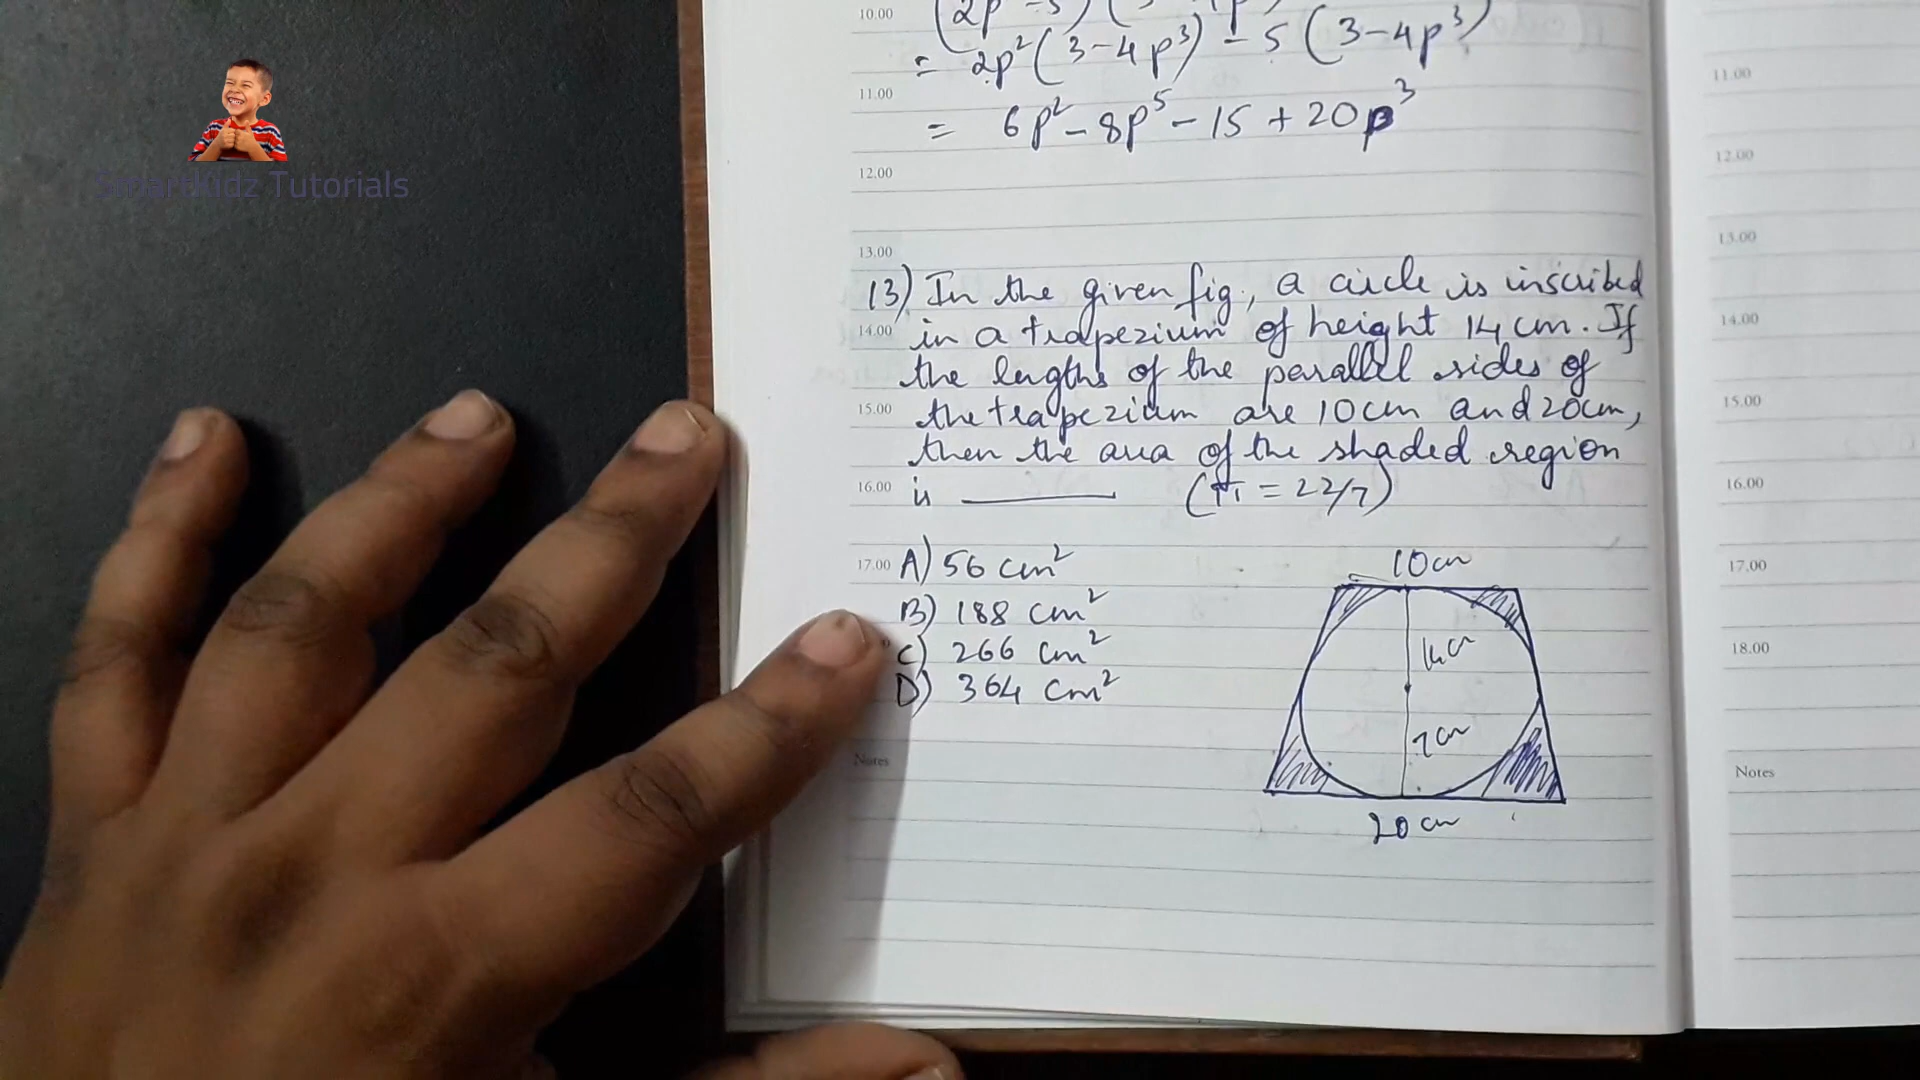 10.00
= 2p²(3-4p³) - 5(3-4p³)
11.00
= 6p² - 8p⁵ - 15 + 20p³
SmartKidz Tutorials
12.00
13.00
13) In the given fig., a circle is inscribed
14.00 in a trapezium of height 14 cm. If
the lengths of the parallel sides of
15.00 the trapezium are 10cm and 20cm,
then the area of the shaded region
16.00 is ________ (π = 22/7)
17.00 A) 56 cm²
B) 188 cm²
C) 266 cm²
D) 364 cm²
10cm
14cm
7cm
20cm
Notes
11.00
12.00
13.00
14.00
15.00
16.00
17.00
18.00
Notes